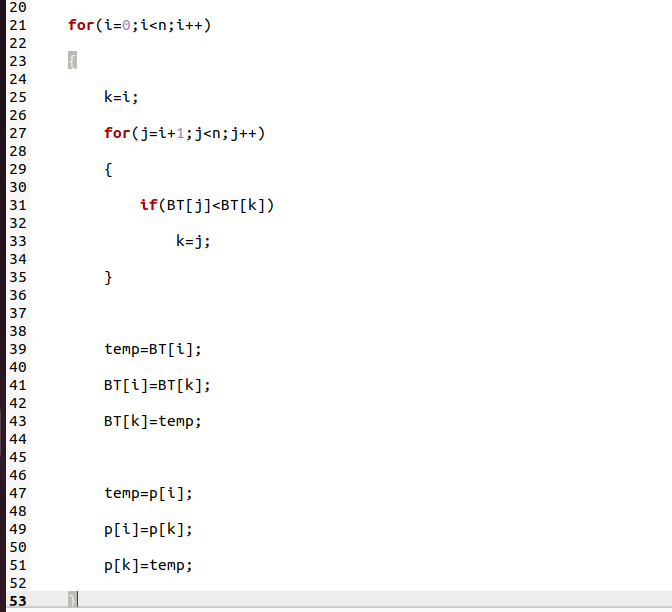 20
21 for(i=0;i<n;i++)
22
23 {
24
25 k=i;
26
27 for(j=i+1;j<n;j++)
28
29 {
30
31 if(BT[j]<BT[k])
32
33 k=j;
34
35 }
36
37
38
39 temp=BT[i];
40
41 BT[i]=BT[k];
42
43 BT[k]=temp;
44
45
46
47 temp=p[i];
48
49 p[i]=p[k];
50
51 p[k]=temp;
52
53 }